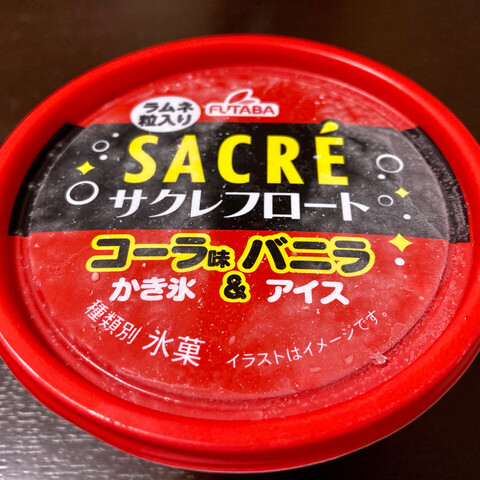 ラムネ
粒入り
FUTABA
SACRÉ
サクレフロート
コーラ味バニラ
かき氷 & アイス
種類別 氷菓 イラストはイメージです。